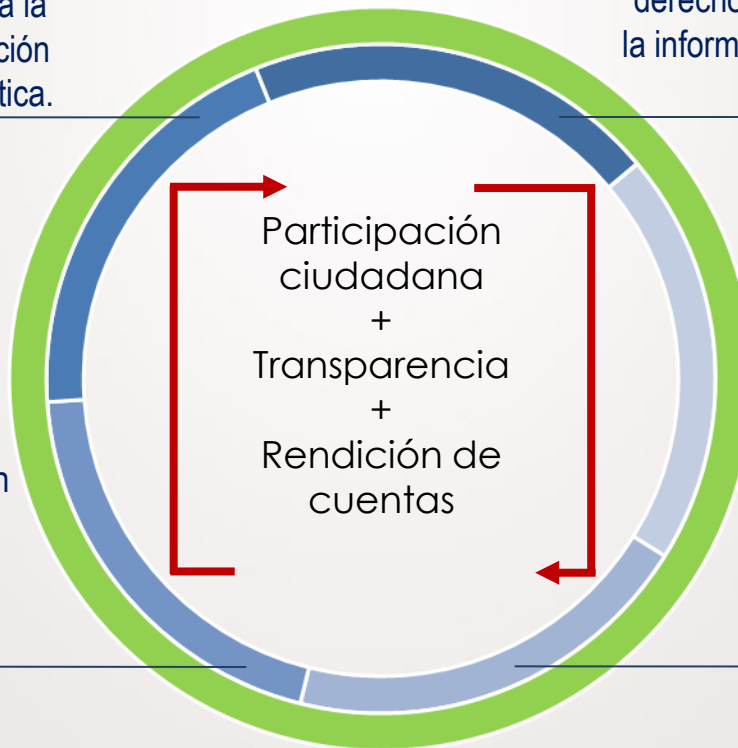 a la
ción
tica.
derecho
la inform
Participación
ciudadana
+
Transparencia
+
Rendición de
cuentas
n